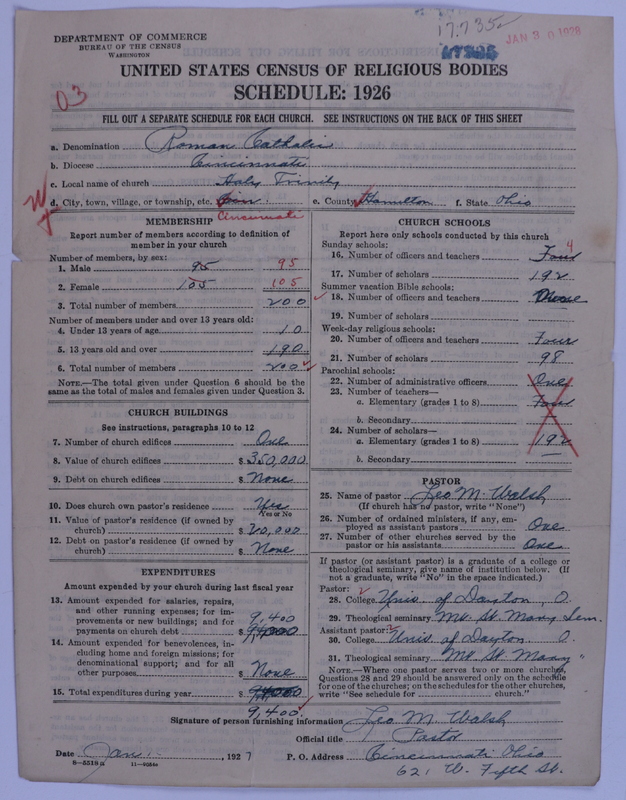 17735
JAN 30 1928
DEPARTMENT OF COMMERCE
BUREAU OF THE CENSUS
WASHINGTON
UNITED STATES CENSUS OF RELIGIOUS BODIES
SCHEDULE: 1926
03
FILL OUT A SEPARATE SCHEDULE FOR EACH CHURCH. SEE INSTRUCTIONS ON THE BACK OF THIS SHEET
a. Denomination Roman Catholic
b. Diocese Cincinnati
c. Local name of church Holy Trinity
d. City, town, village, or township, etc. Cin e. County Hamilton f. State Ohio
Cincinnati
MEMBERSHIP
Report number of members according to definition of
member in your church
Number of members, by sex:
1. Male 95 95
2. Female 105 105
3. Total number of members 200
Number of members under and over 13 years old:
4. Under 13 years of age 10
5. 13 years old and over 190
6. Total number of members 200
NOTE.—The total given under Question 6 should be the
same as the total of males and females given under Question 3.
CHURCH BUILDINGS
See instructions, paragraphs 10 to 12
7. Number of church edifices One
8. Value of church edifices $ 350,000
9. Debt on church edifices $ None
10. Does church own pastor's residence Yes
Yes or No
11. Value of pastor's residence (if owned by
church) $ 20,000
12. Debt on pastor's residence (if owned by
church) $ None
EXPENDITURES
Amount expended by your church during last fiscal year
13. Amount expended for salaries, repairs,
and other running expenses; for im-
provements or new buildings; and for 9,400
payments on church debt $
14. Amount expended for benevolences, in-
cluding home and foreign missions; for
denominational support; and for all
other purposes $ None
15. Total expenditures during year $
9,400.
CHURCH SCHOOLS
Report here only schools conducted by this church
Sunday schools:
16. Number of officers and teachers Four 4
17. Number of scholars 192
Summer vacation Bible schools:
18. Number of officers and teachers
19. Number of scholars
Week-day religious schools:
20. Number of officers and teachers Four
21. Number of scholars 98
Parochial schools:
22. Number of administrative officers One
23. Number of teachers—
a. Elementary (grades 1 to 8) Four
b. Secondary
24. Number of scholars—
a. Elementary (grades 1 to 8) 192
b. Secondary
PASTOR
25. Name of pastor Leo M. Walsh
(If church has no pastor, write "None")
26. Number of ordained ministers, if any, em-
ployed as assistant pastors One
27. Number of other churches served by the
pastor or his assistants One
If pastor (or assistant pastor) is a graduate of a college or
theological seminary, give name of institution below. (If
not a graduate, write "No" in the space indicated.)
Pastor:
28. College Univ. of Dayton, O.
29. Theological seminary Mt. St. Mary Sem.
Assistant pastor:
30. College Univ of Dayton O
31. Theological seminary Mt St. Mary "
NOTE.—Where one pastor serves two or more churches,
Questions 28 and 29 should be answered only on the schedule
for one of the churches; on the schedules for the other churches,
write "See schedule for church."
Signature of person furnishing information Leo M. Walsh
Official title Pastor
Date Jan. , 1927 P. O. Address Cincinnati Ohio
8—5518a 11—9058a 621 W. Fifth St.